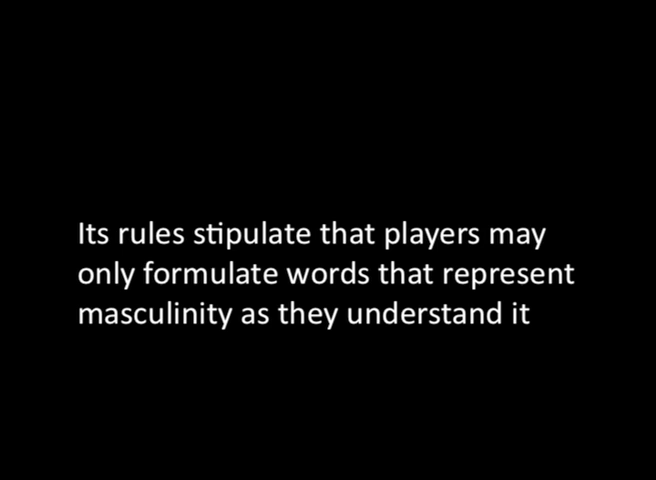 Its rules stipulate that players may
only formulate words that represent
masculinity as they understand it